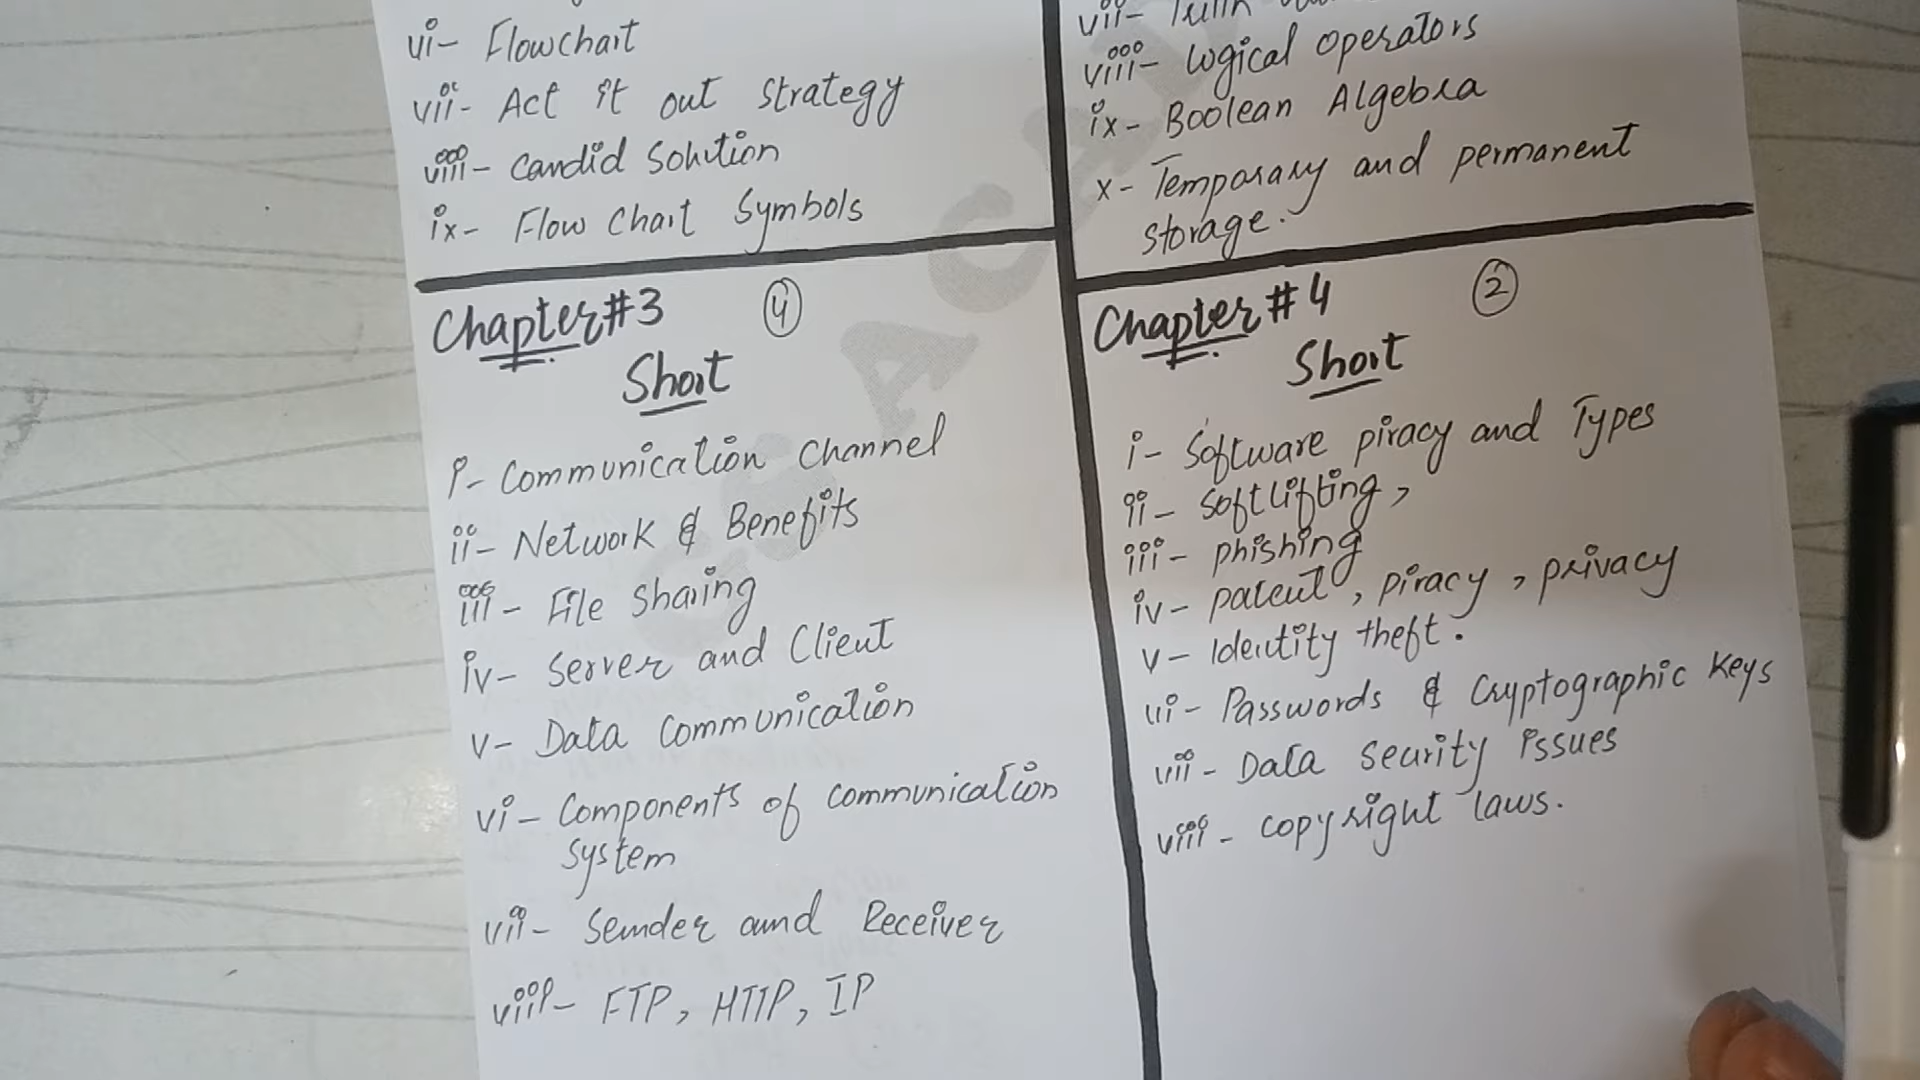 vi- Flowchart
vii- Act it out strategy
viii- Candid Solution
ix- Flow Chart Symbols
vii-
viii- Logical operators
ix- Boolean Algebra
x- Temporary and permanent
storage.
Chapter #3 4
Short
i- Communication Channel
ii- Network & Benefits
iii- File Sharing
iv- Server and Client
v- Data Communication
vi- Components of communication
System
vii- Sender and Receiver
viii- FTP, HTTP, IP
Chapter #4 2
Short
i- Software piracy and Types
ii- Softlifting,
iii- phishing
iv- patent, piracy, privacy
v- Identity theft.
vi- Passwords & Cryptographic Keys
vii- Data Security issues
viii- copyright laws.